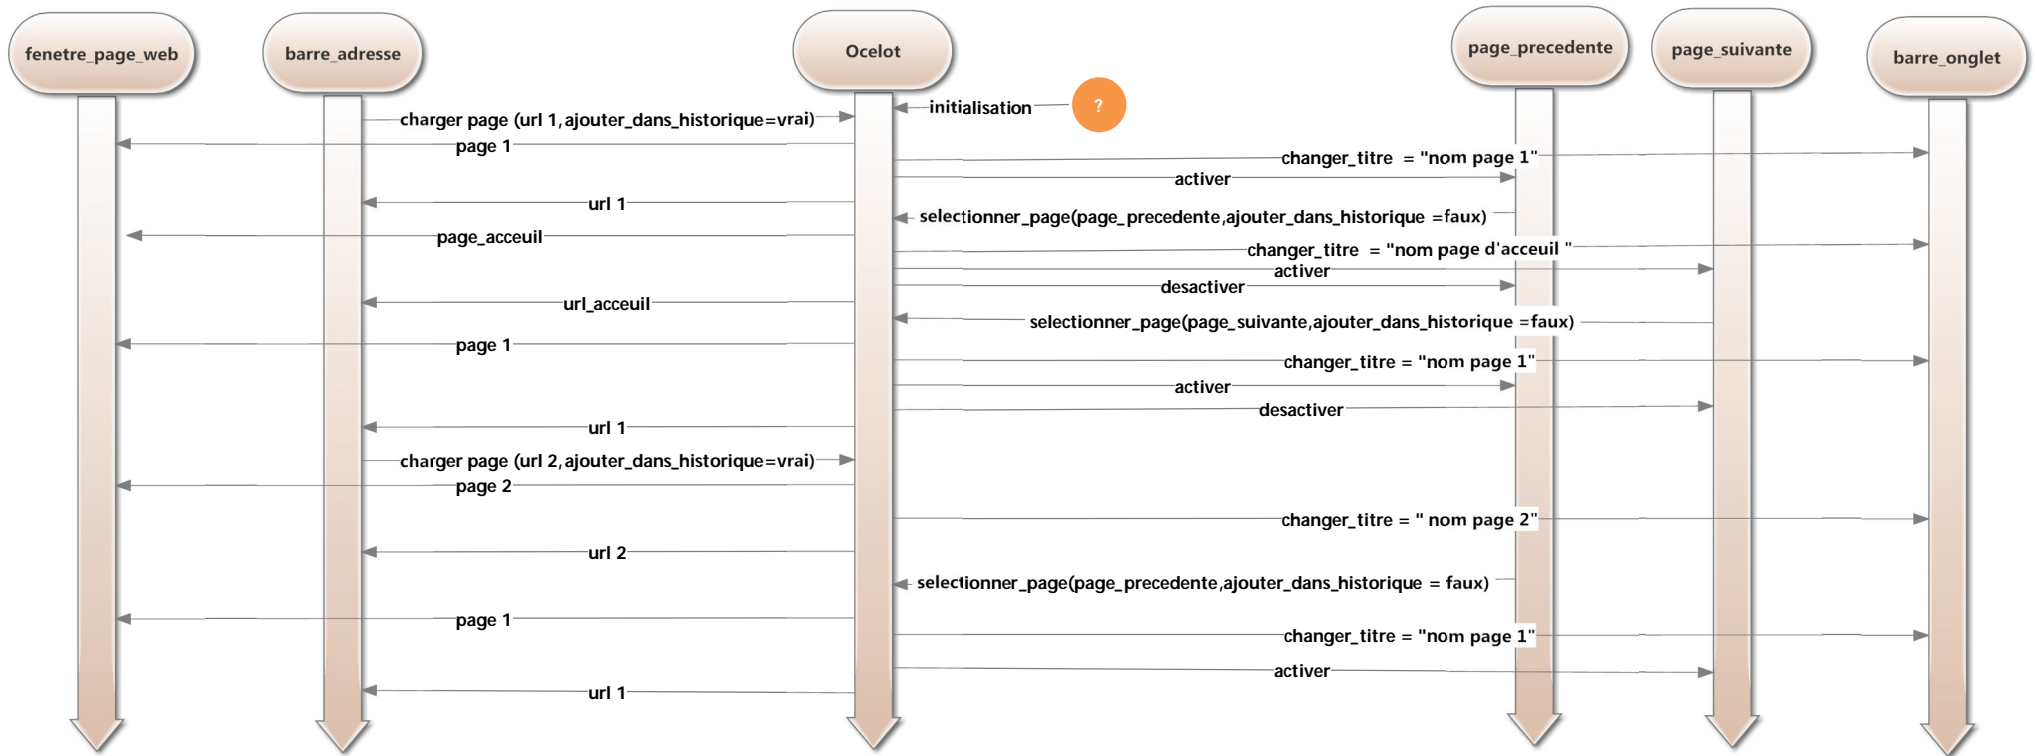 fenetre_page_web
barre_adresse
Ocelot
page_precedente
page_suivante
barre_onglet
initialisation
?
charger page (url 1,ajouter_dans_historique=vrai)
page 1
changer_titre = "nom page 1"
activer
url 1
selectionner_page(page_precedente,ajouter_dans_historique =faux)
page_acceuil
changer_titre = "nom page d'acceuil "
activer
desactiver
url_acceuil
selectionner_page(page_suivante,ajouter_dans_historique =faux)
page 1
changer_titre = "nom page 1"
activer
desactiver
url 1
charger page (url 2,ajouter_dans_historique=vrai)
page 2
changer_titre = " nom page 2"
url 2
selectionner_page(page_precedente,ajouter_dans_historique = faux)
page 1
changer_titre = "nom page 1"
activer
url 1